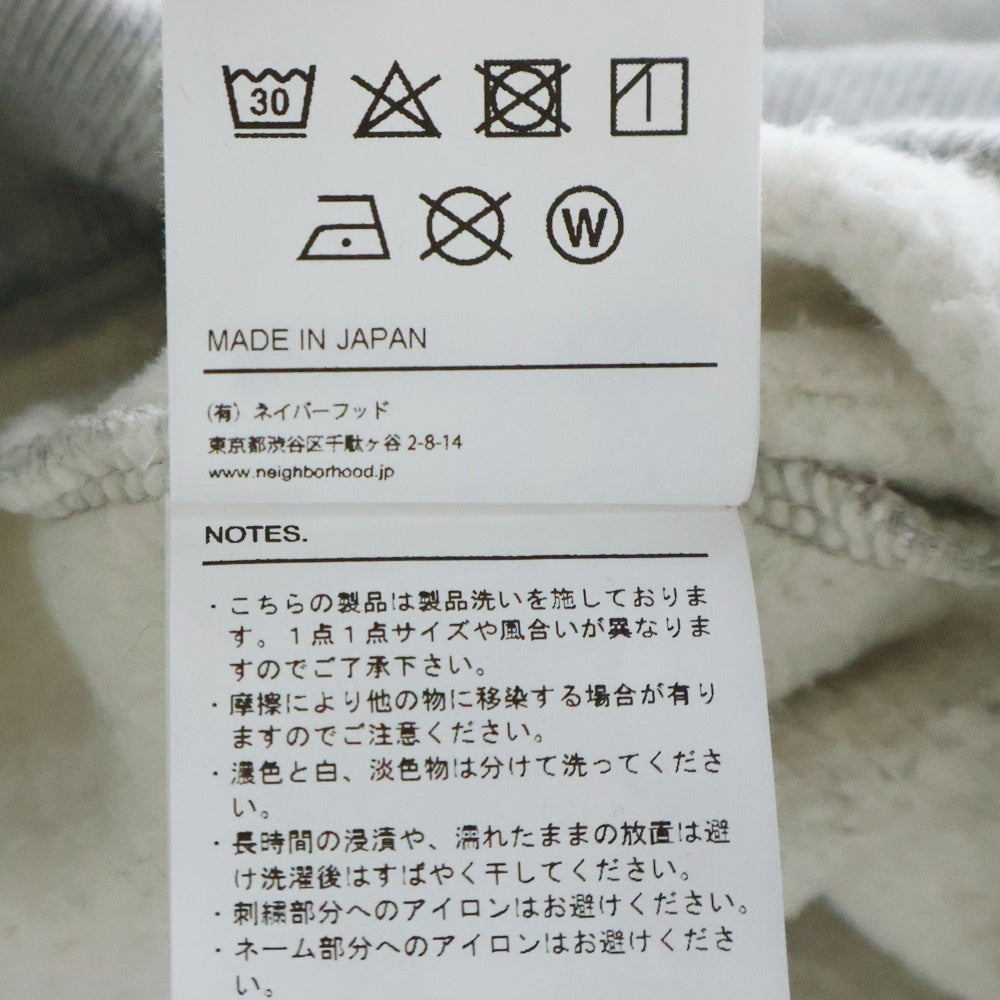 30
W
MADE IN JAPAN
(有) ネイバーフッド
東京都渋谷区千駄ヶ谷 2-8-14
www.neighborhood.jp
NOTES.
・こちらの製品は製品洗いを施しておりま
す。1点1点サイズや風合いが異なりま
すのでご了承下さい。
・摩擦により他の物に移染する場合が有り
ますのでご注意ください。
・濃色と白、淡色物は分けて洗ってくださ
い。
・長時間の浸漬や、濡れたままの放置は避
け洗濯後はすばやく干してください。
・刺繍部分へのアイロンはお避けください。
・ネーム部分へのアイロンはお避けくださ
い。